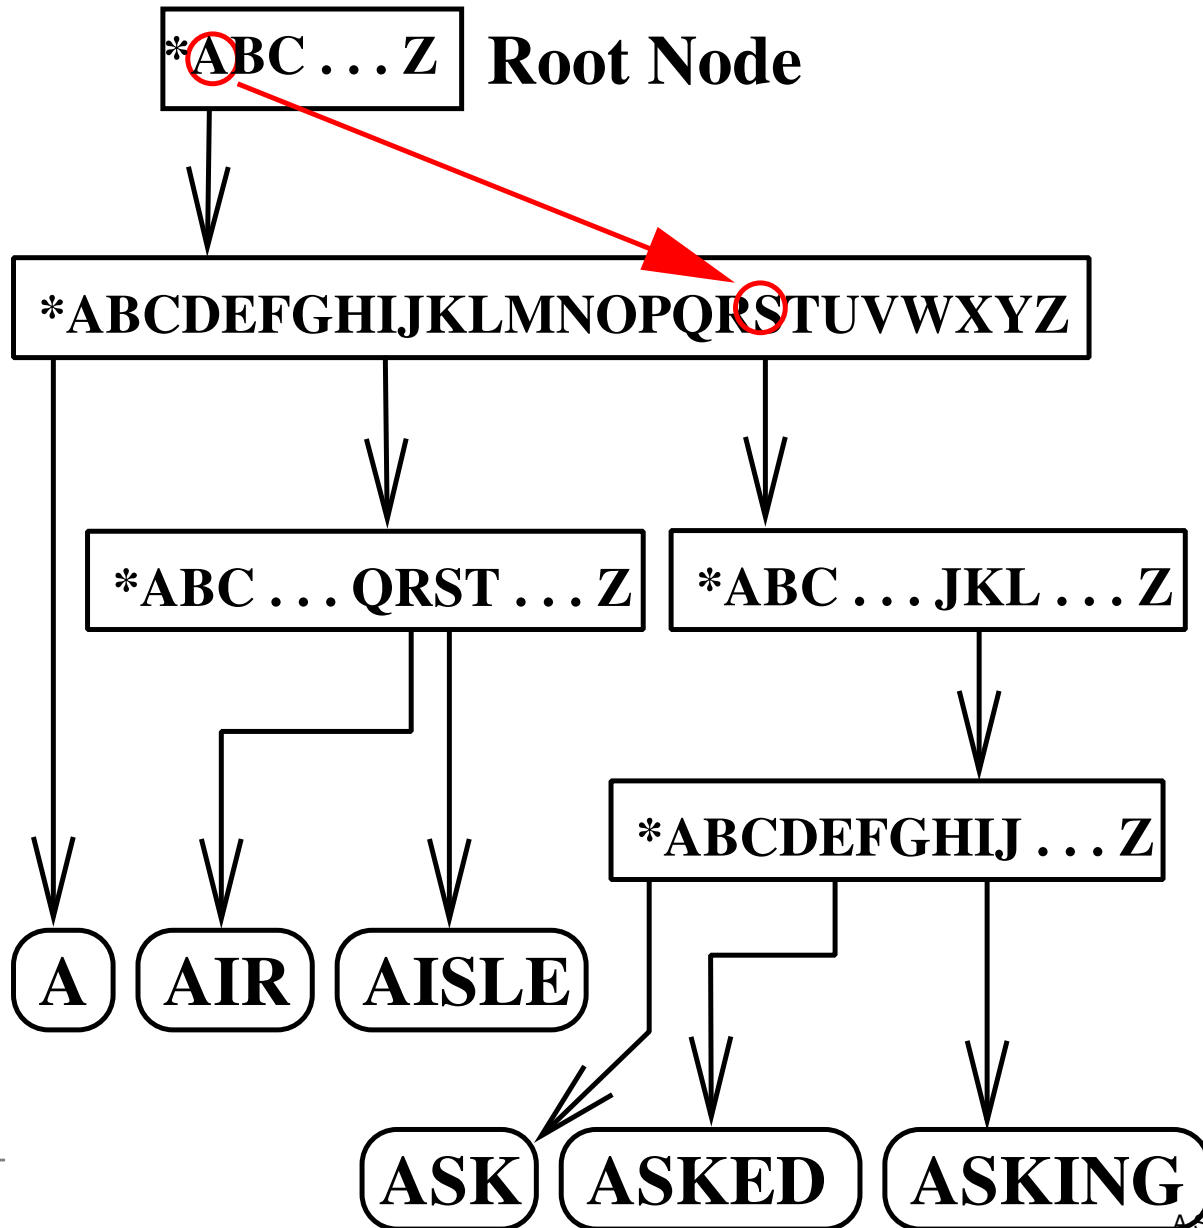 *ABC . . . Z Root Node
*ABCDEFGHIJKLMNOPQRSTUVWXYZ
*ABC . . . QRST . . . Z *ABC . . . JKL . . . Z
*ABCDEFGHIJ . . . Z
A AIR AISLE
ASK ASKED ASKING